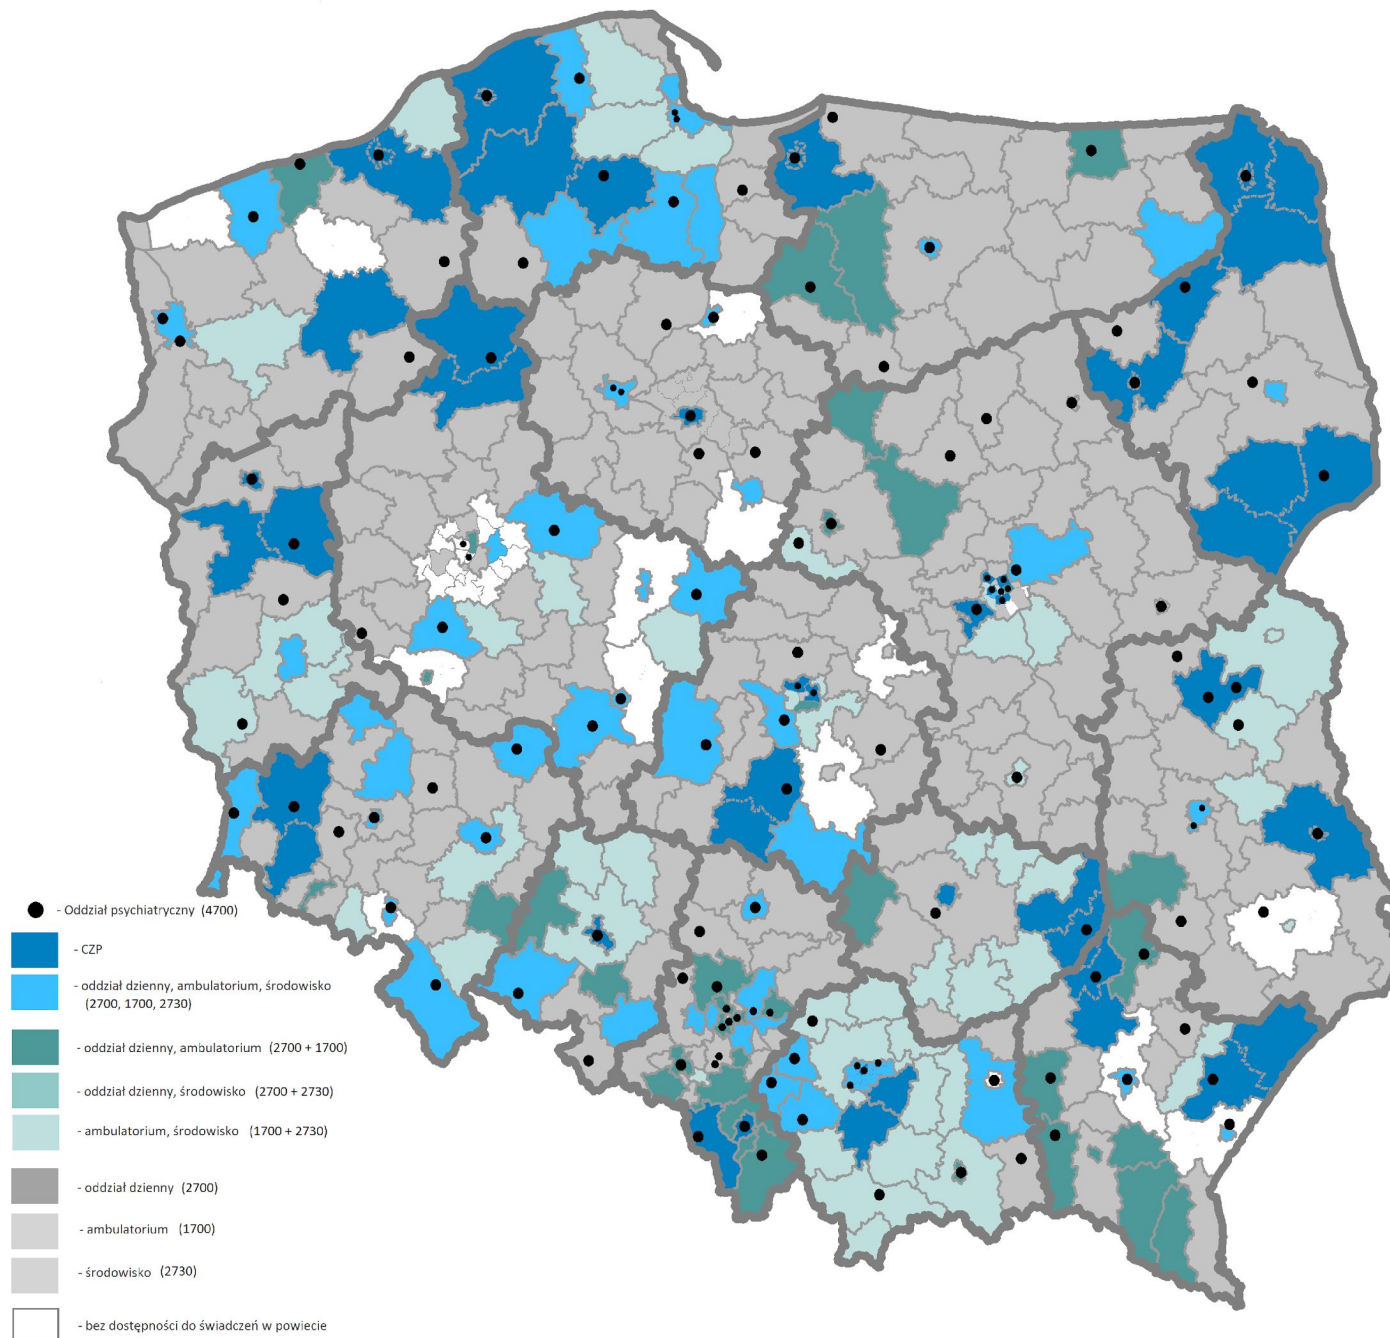 - Oddział psychiatryczny (4700)
- CZP
- oddział dzienny, ambulatorium, środowisko
(2700, 1700, 2730)
- oddział dzienny, ambulatorium (2700 + 1700)
- oddział dzienny, środowisko (2700 + 2730)
- ambulatorium, środowisko (1700 + 2730)
- oddział dzienny (2700)
- ambulatorium (1700)
- środowisko (2730)
- bez dostępności do świadczeń w powiecie